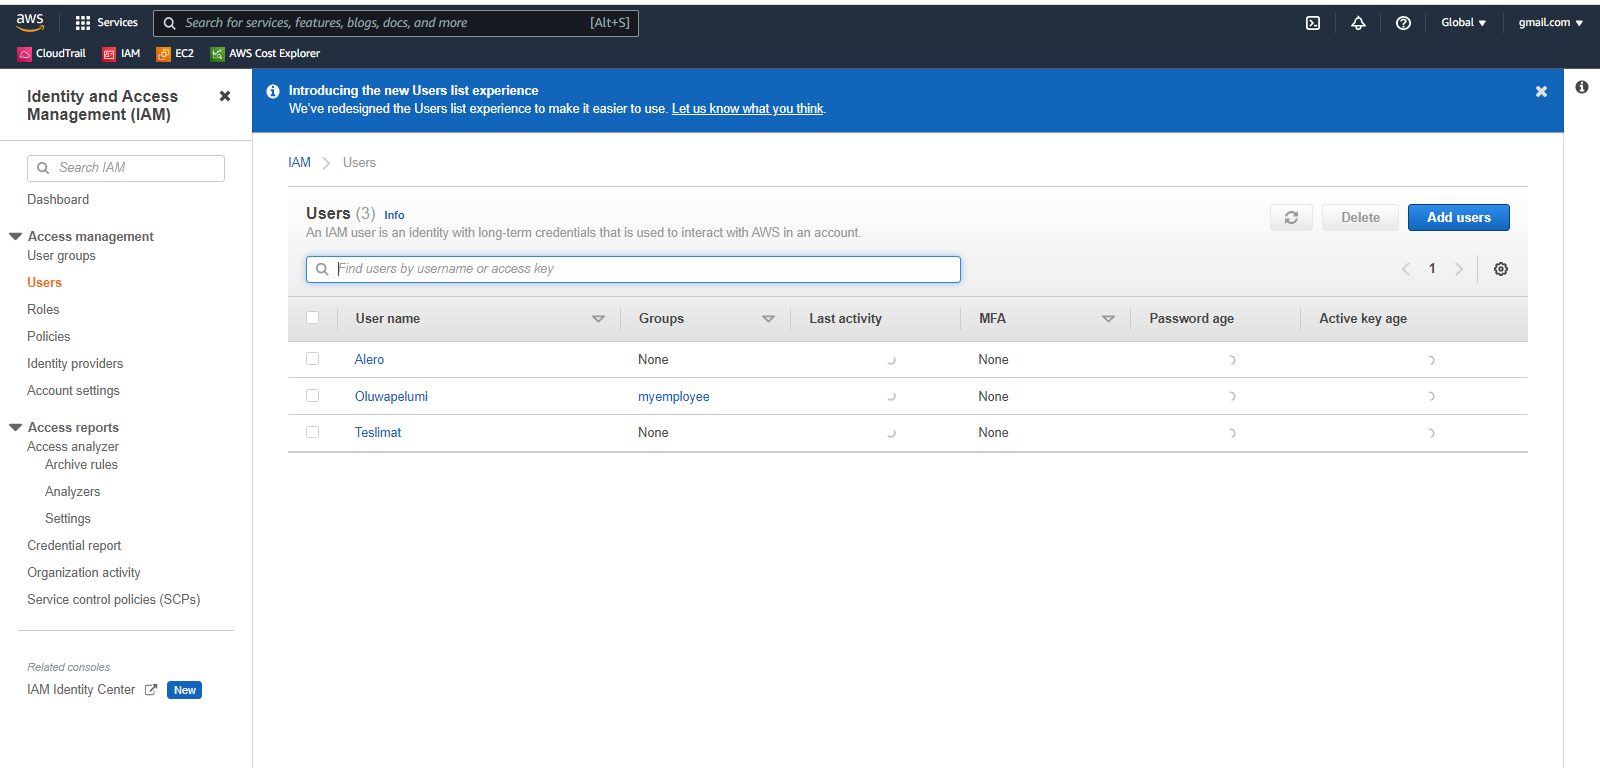 aws
Services
Search for services, features, blogs, docs, and more [Alt+S]
Global
gmail.com
CloudTrail IAM EC2 AWS Cost Explorer
Identity and Access
Management (IAM)
Search IAM
Dashboard
Access management
User groups
Users
Roles
Policies
Identity providers
Account settings
Access reports
Access analyzer
Archive rules
Analyzers
Settings
Credential report
Organization activity
Service control policies (SCPs)
Related consoles
IAM Identity Center New
Introducing the new Users list experience
We've redesigned the Users list experience to make it easier to use. Let us know what you think.
IAM Users
Users (3) Info
An IAM user is an identity with long-term credentials that is used to interact with AWS in an account.
Delete
Add users
Find users by username or access key
1
User name Groups Last activity MFA Password age Active key age
Alero None None
Oluwapelumi myemployee None
Teslimat None None